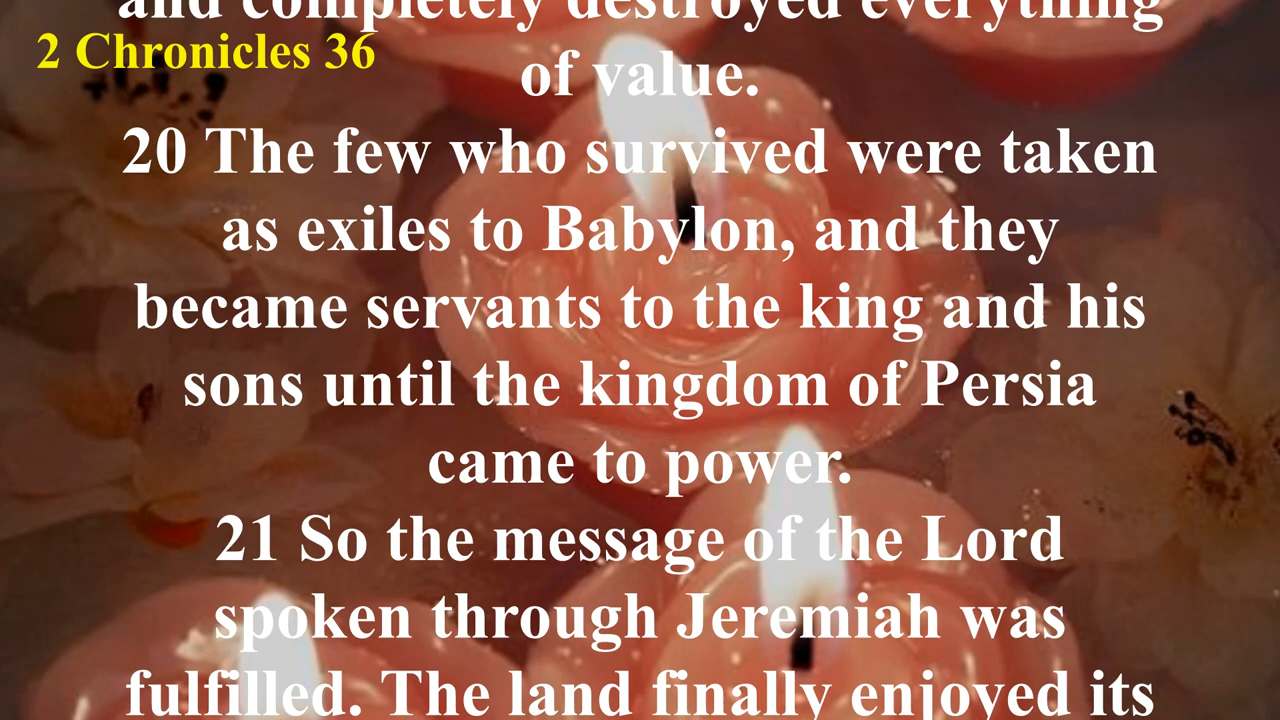 and completely destroyed everything
2 Chronicles 36
of value.
20 The few who survived were taken
as exiles to Babylon, and they
became servants to the king and his
sons until the kingdom of Persia
came to power.
21 So the message of the Lord
spoken through Jeremiah was
fulfilled. The land finally enjoyed its